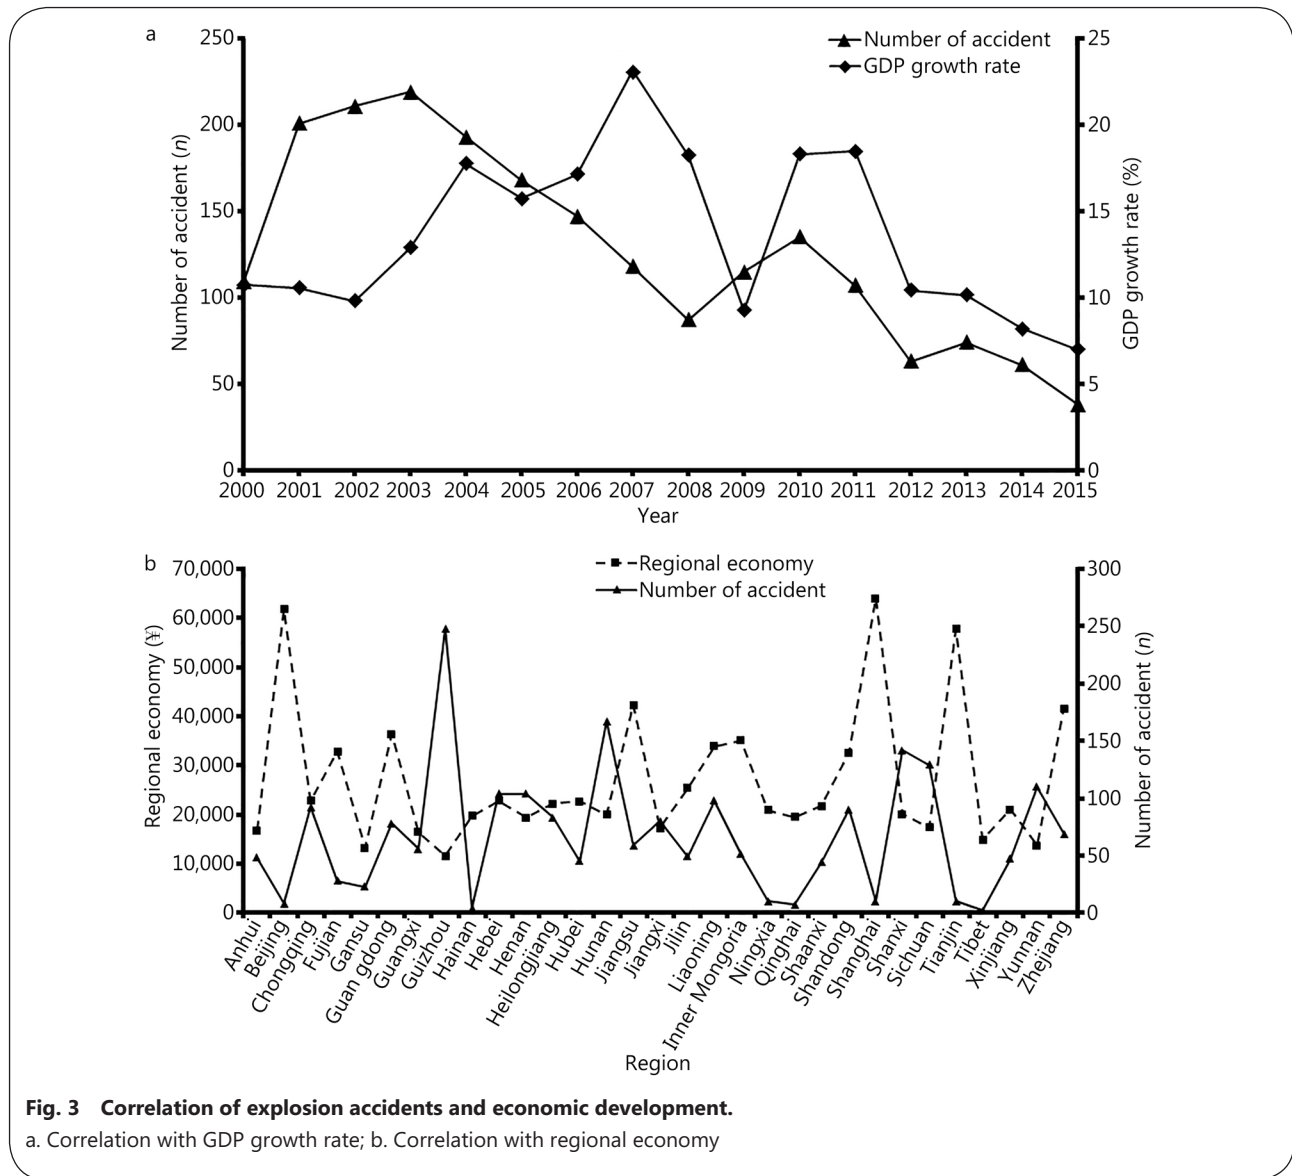 a
Number of accident
GDP growth rate
250
200
150
100
50
0
Number of accident (n)
25
20
15
10
5
0
GDP growth rate (%)
2000 2001 2002 2003 2004 2005 2006 2007 2008 2009 2010 2011 2012 2013 2014 2015
Year
b
Regional economy
Number of accident
70,000
60,000
50,000
40,000
30,000
20,000
10,000
0
Regional economy (¥)
300
250
200
150
100
50
0
Number of accident (n)
Anhui
Beijing
Chongqing
Fujian
Gansu
Guan gdong
Guangxi
Guizhou
Hainan
Hebei
Henan
Heilongjiang
Hubei
Hunan
Jiangsu
Jiangxi
Jilin
Liaoning
Inner Mongoria
Ningxia
Qinghai
Shaanxi
Shandong
Shanghai
Shanxi
Sichuan
Tianjin
Tibet
Xinjiang
Yunnan
Zhejiang
Region
Fig. 3 Correlation of explosion accidents and economic development.
a. Correlation with GDP growth rate; b. Correlation with regional economy